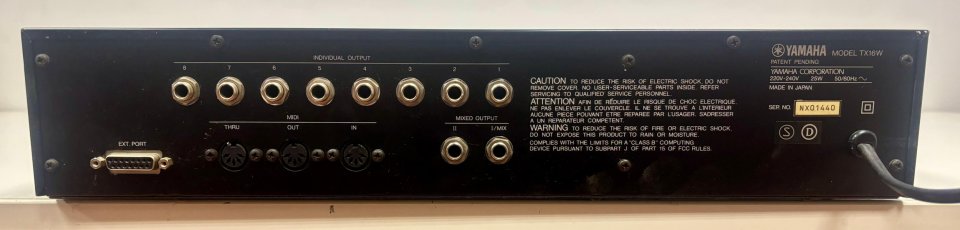 INDIVIDUAL OUTPUT
8 7 6 5 4 3 2 1
MIDI
THRU OUT IN
MIXED OUTPUT
II I/MIX
EXT. PORT
CAUTION TO REDUCE THE RISK OF ELECTRIC SHOCK, DO NOT
REMOVE COVER. NO USER-SERVICEABLE PARTS INSIDE. REFER
SERVICING TO QUALIFIED SERVICE PERSONNEL.
ATTENTION AFIN DE RÉDUIRE LE RISQUE DE CHOC ELECTRIQUE,
NE PAS ENLEVER LE COUVERCLE. IL NE SE TROUVE A L'INTERIEUR
AUCUNE PIECE POUVANT ETRE REPAREE PAR L'USAGER. S'ADRESSER
A UN REPARATEUR COMPETENT.
WARNING TO REDUCE THE RISK OF FIRE OR ELECTRIC SHOCK,
DO NOT EXPOSE THIS PRODUCT TO RAIN OR MOISTURE.
COMPLIES WITH THE LIMITS FOR A "CLASS B" COMPUTING
DEVICE PURSUANT TO SUBPART J OF PART 15 OF FCC RULES.
YAMAHA MODEL TX16W
PATENT PENDING
YAMAHA CORPORATION
220V-240V 25W 50/60Hz
MADE IN JAPAN
SER. NO. NXO1440
S D